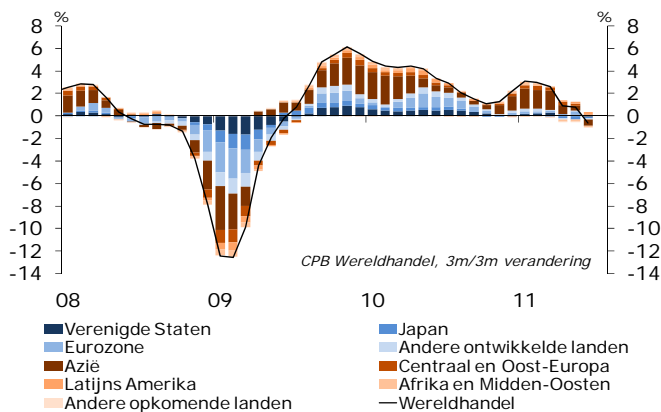 % %
8 8
6 6
4 4
2 2
0 0
-2 -2
-4 -4
-6 -6
-8 -8
-10 -10
-12 -12
-14 -14
CPB Wereldhandel, 3m/3m verandering
08 09 10 11
Verenigde Staten Japan
Eurozone Andere ontwikkelde landen
Azië Centraal en Oost-Europa
Latijns Amerika Afrika en Midden-Oosten
Andere opkomende landen Wereldhandel